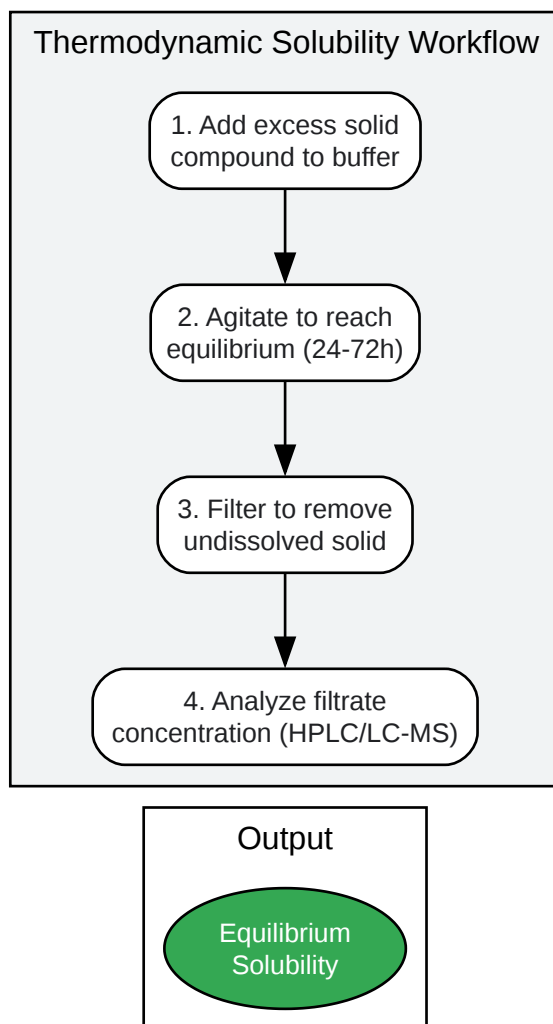 Thermodynamic Solubility Workflow
1. Add excess solid
compound to buffer
2. Agitate to reach
equilibrium (24-72h)
3. Filter to remove
undissolved solid
4. Analyze filtrate
concentration (HPLC/LC-MS)
Output
Equilibrium
Solubility